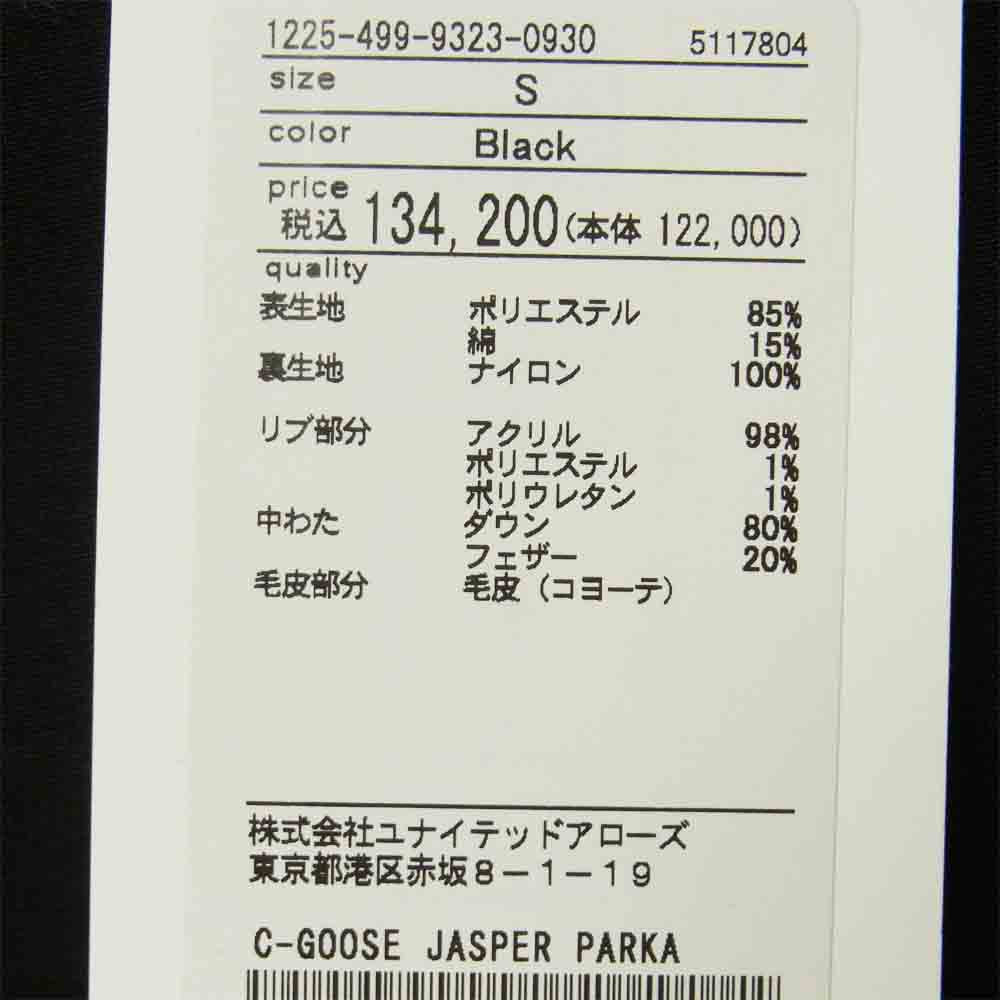 1225-499-9323-0930 5117804
size S
color Black
price
税込 134,200(本体 122,000)
quality
表生地 ポリエステル 85%
綿 15%
裏生地 ナイロン 100%
リブ部分 アクリル 98%
ポリエステル 1%
ポリウレタン 1%
中わた ダウン 80%
フェザー 20%
毛皮部分 毛皮(コヨーテ)
株式会社ユナイテッドアローズ
東京都港区赤坂8-1-19
C-GOOSE JASPER PARKA